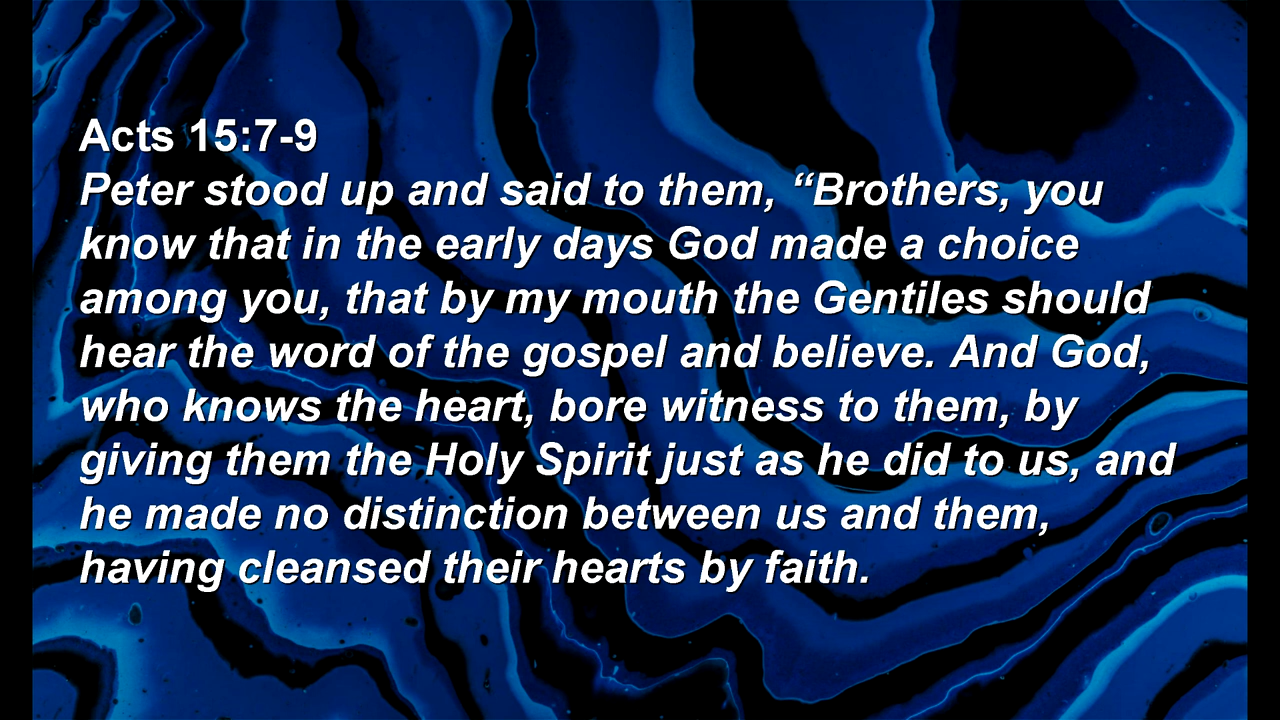 Acts 15:7-9
Peter stood up and said to them, “Brothers, you
know that in the early days God made a choice
among you, that by my mouth the Gentiles should
hear the word of the gospel and believe. And God,
who knows the heart, bore witness to them, by
giving them the Holy Spirit just as he did to us, and
he made no distinction between us and them,
having cleansed their hearts by faith.